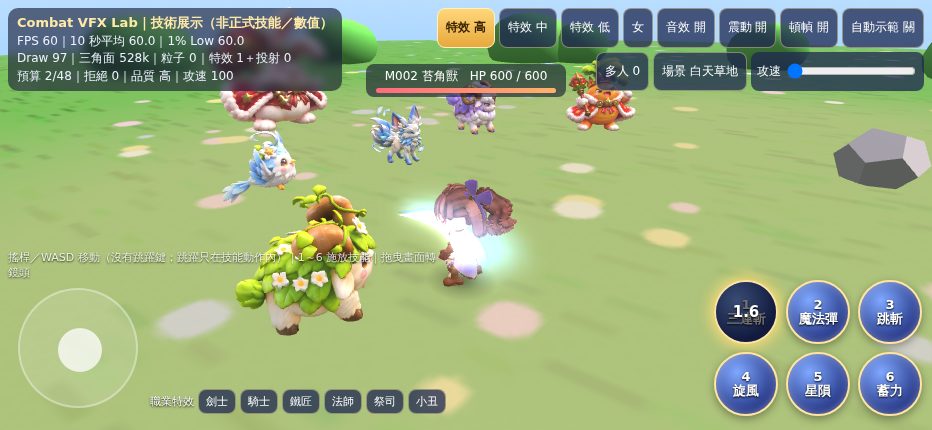 Combat VFX Lab｜技術展示（非正式技能／數值）
FPS 60｜10 秒平均 60.0｜1% Low 60.0
Draw 97｜三角面 528k｜粒子 0｜特效 1＋投射 0
預算 2/48｜拒絕 0｜品質 高｜攻速 100
特效 高
特效 中
特效 低
女
音效 開
震動 開
頓幀 開
自動示範 關
M002 苔角獸 HP 600 / 600
多人 0
場景 白天草地
攻速
搖桿／WASD 移動（沒有跳躍鍵；跳躍只在技能動作內）｜1～6 施放技能｜拖曳畫面轉
鏡頭
1
1.6
三連斬
2
魔法彈
3
跳斬
4
旋風
5
星隕
6
蓄力
職業特效
劍士
騎士
鐵匠
法師
祭司
小丑